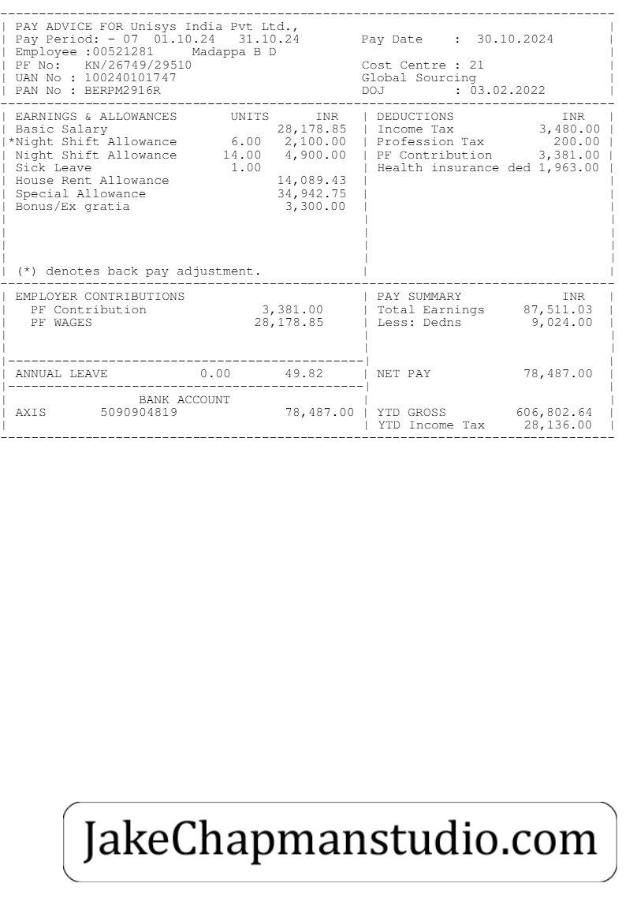 PAY ADVICE FOR Unisys India Pvt Ltd.,
Pay Period: - 07 01.10.24 31.10.24 Pay Date : 30.10.2024
Employee :00521281 Madappa B D
PF No: KN/26749/29510 Cost Centre : 21
UAN No : 100240101747 Global Sourcing
PAN No : BERPM2916R DOJ : 03.02.2022
EARNINGS & ALLOWANCES UNITS INR | DEDUCTIONS INR
Basic Salary 28,178.85 | Income Tax 3,480.00
*Night Shift Allowance 6.00 2,100.00 | Profession Tax 200.00
Night Shift Allowance 14.00 4,900.00 | PF Contribution 3,381.00
Sick Leave 1.00 | Health insurance ded 1,963.00
House Rent Allowance 14,089.43
Special Allowance 34,942.75
Bonus/Ex gratia 3,300.00
(*) denotes back pay adjustment.
EMPLOYER CONTRIBUTIONS | PAY SUMMARY INR
PF Contribution 3,381.00 | Total Earnings 87,511.03
PF WAGES 28,178.85 | Less: Dedns 9,024.00
ANNUAL LEAVE 0.00 49.82 | NET PAY 78,487.00
BANK ACCOUNT
AXIS 5090904819 78,487.00 | YTD GROSS 606,802.64
YTD Income Tax 28,136.00
JakeChapmanstudio.com